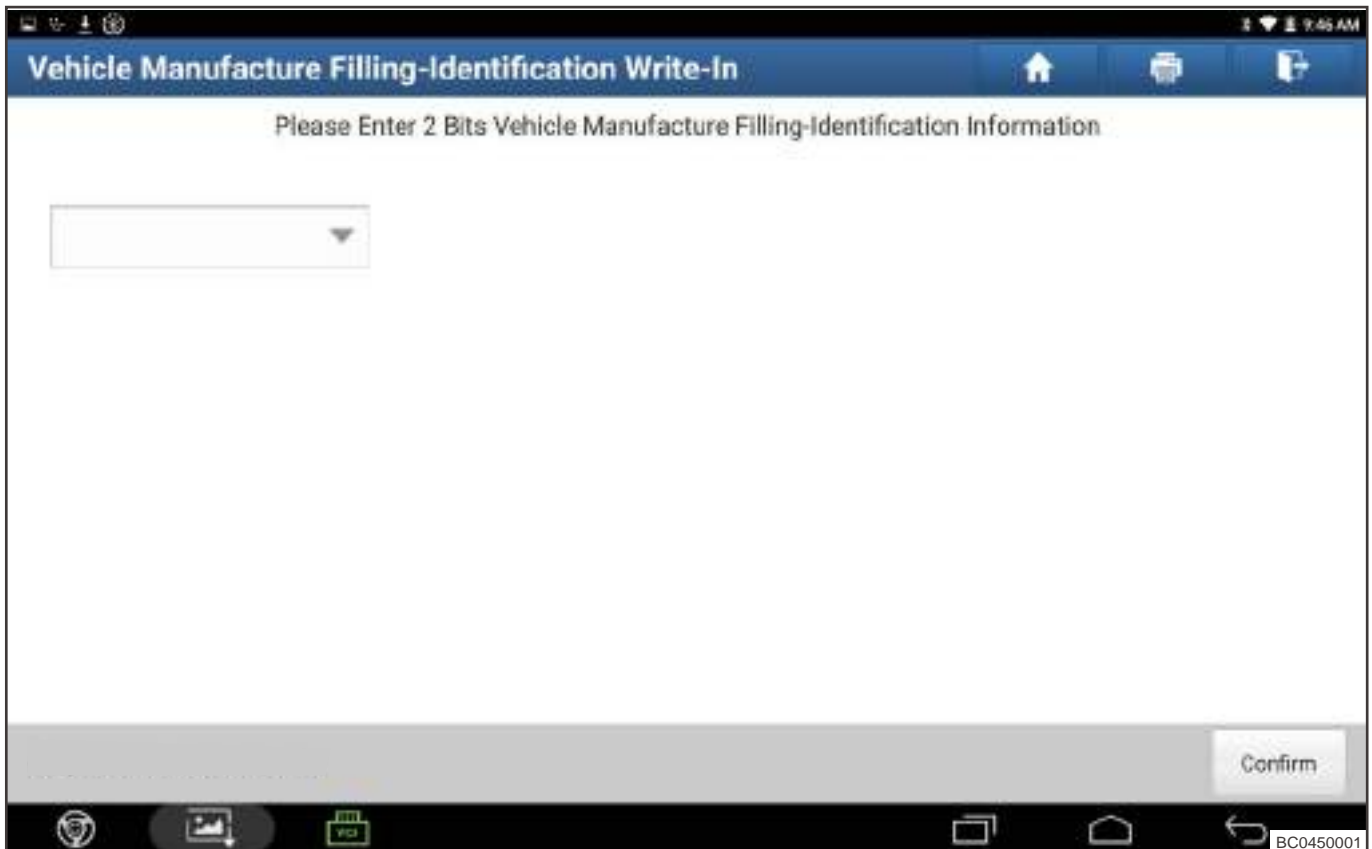 9:46 AM
Vehicle Manufacture Filling-Identification Write-In
Please Enter 2 Bits Vehicle Manufacture Filling-Identification Information
Confirm
VCI
BC0450001